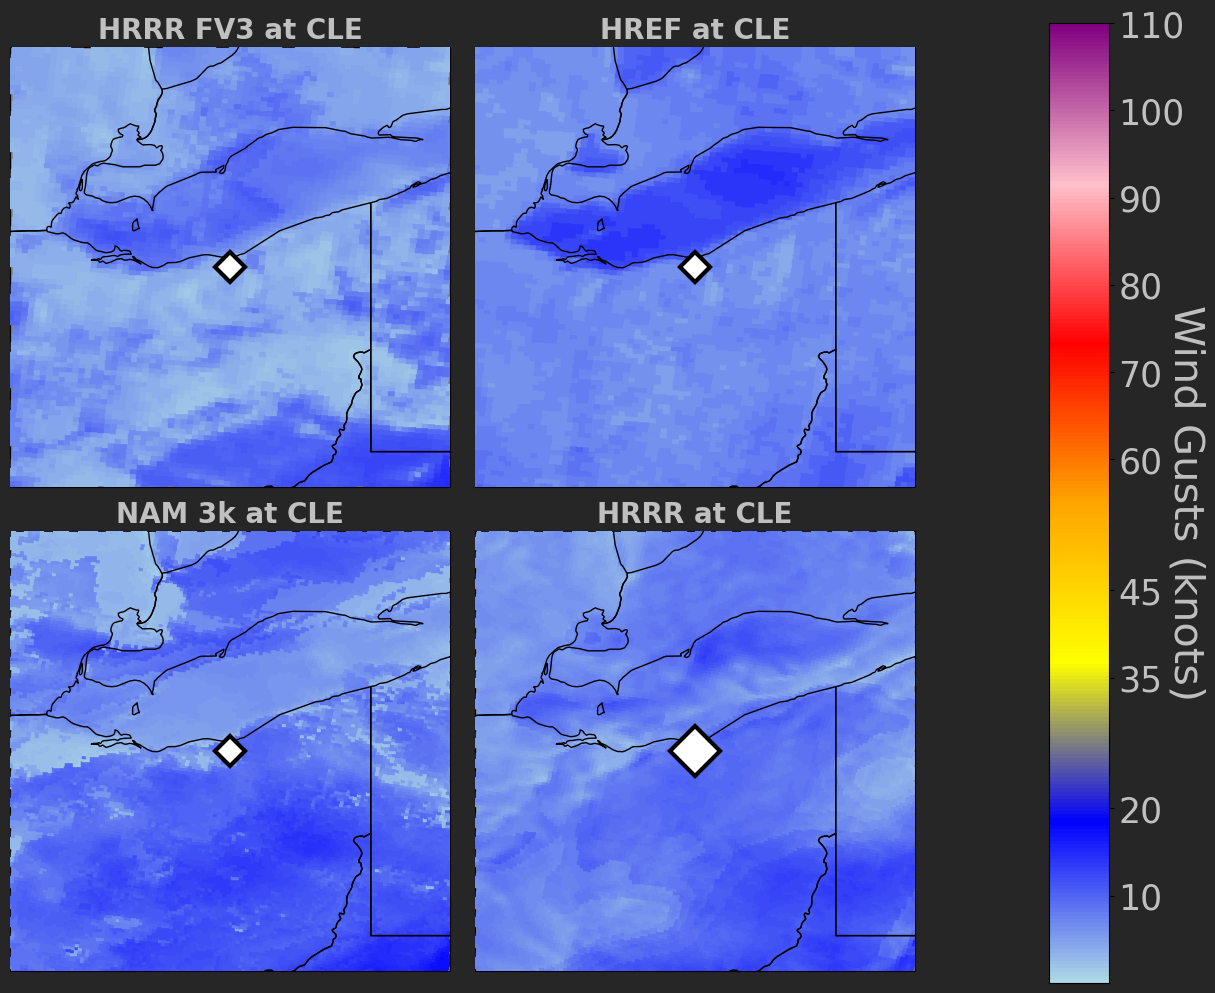 HRRR FV3 at CLE
HREF at CLE
NAM 3k at CLE
HRRR at CLE
110
100
90
80
70
60
45
35
20
10
Wind Gusts (knots)